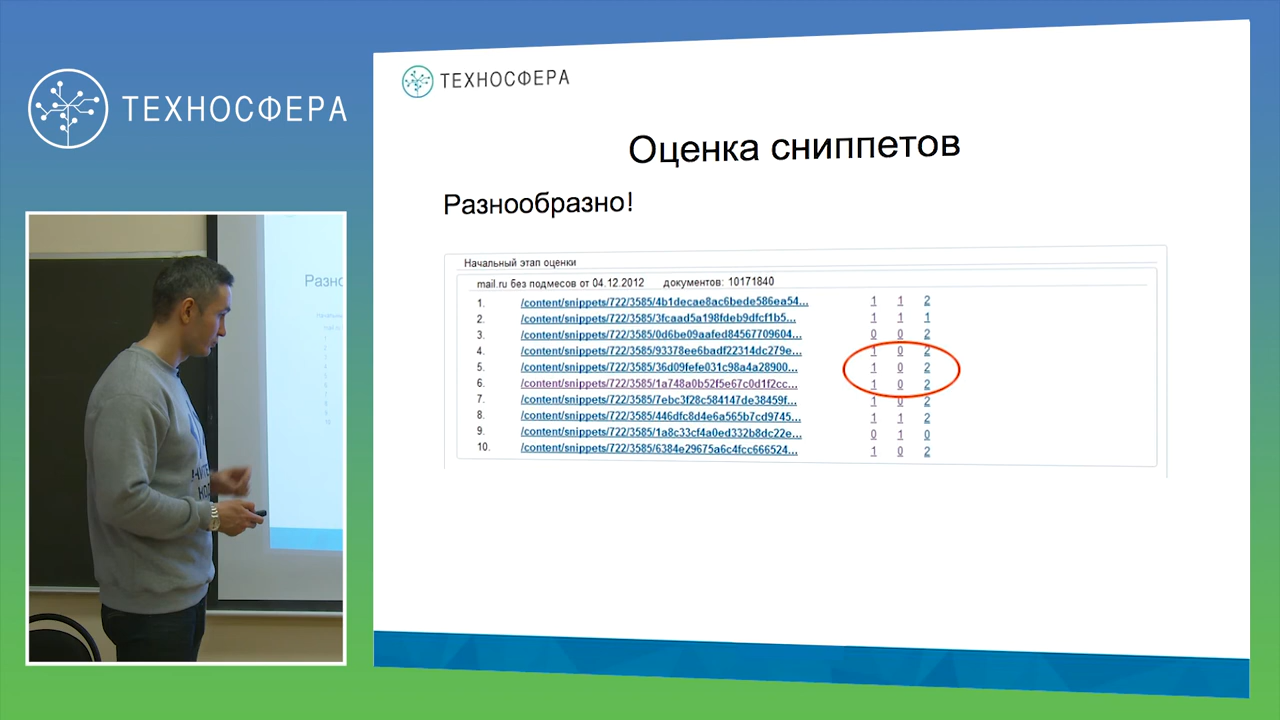 ТЕХНОСФЕРА
ТЕХНОСФЕРА
Оценка сниппетов
Разнообразно!
Начальный этап оценки
mail.ru без подмесов от 04.12.2012 документов: 10171840
1. /content/snippets/722/3585/4b1decae8ac6bede586ea54... 1 1 2
2. /content/snippets/722/3585/3fcaad5a198fdeb9dfcf1b5... 1 1 1
3. /content/snippets/722/3585/0d6be09aafed84567709604... 0 0 2
4. /content/snippets/722/3585/93378ee6badf22314dc279e... 1 0 2
5. /content/snippets/722/3585/36d09fefe031c98a4a28900... 1 0 2
6. /content/snippets/722/3585/1a748a0b52f5e67c0d1f2cc... 1 0 2
7. /content/snippets/722/3585/7ebc3f28c584147de38459f... 1 0 2
8. /content/snippets/722/3585/446dfc8d4e6a565b7cd9745... 1 1 2
9. /content/snippets/722/3585/1a8c33cf4a0ed332b8dc22e... 0 1 0
10. /content/snippets/722/3585/6384e29675a6c4fcc666524... 1 0 2
Разно